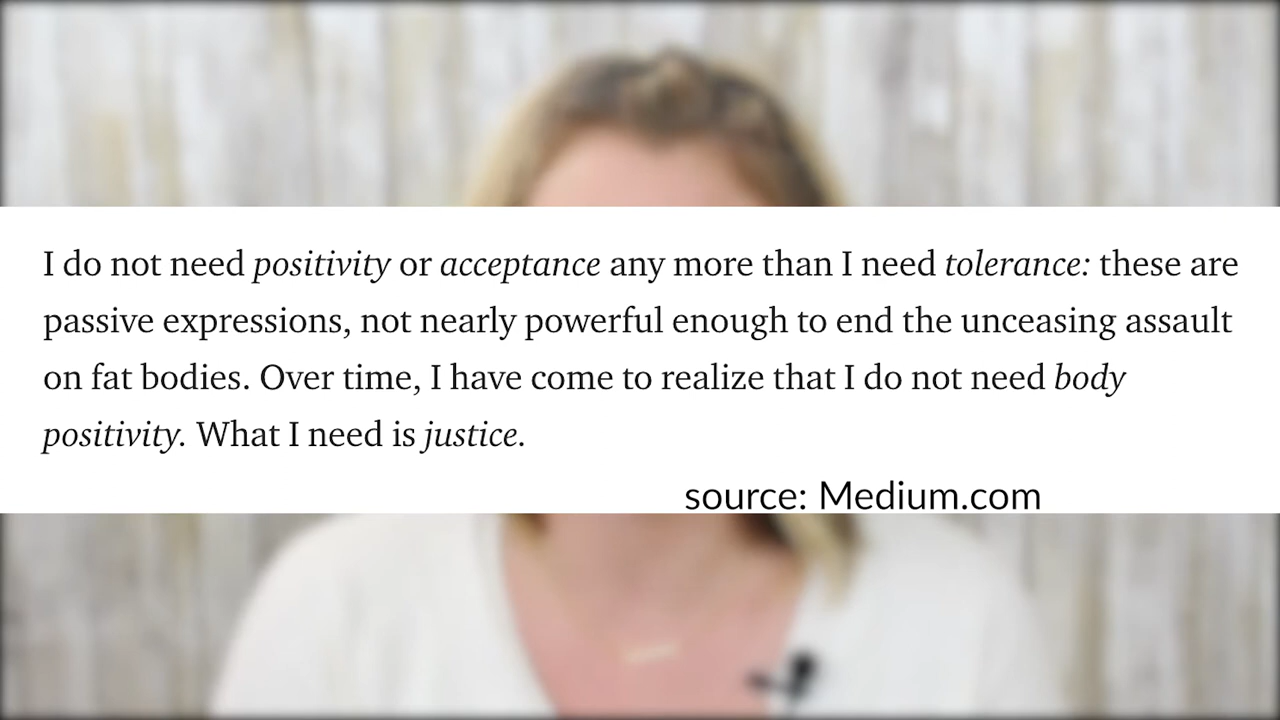 I do not need positivity or acceptance any more than I need tolerance: these are
passive expressions, not nearly powerful enough to end the unceasing assault
on fat bodies. Over time, I have come to realize that I do not need body
positivity. What I need is justice.
source: Medium.com